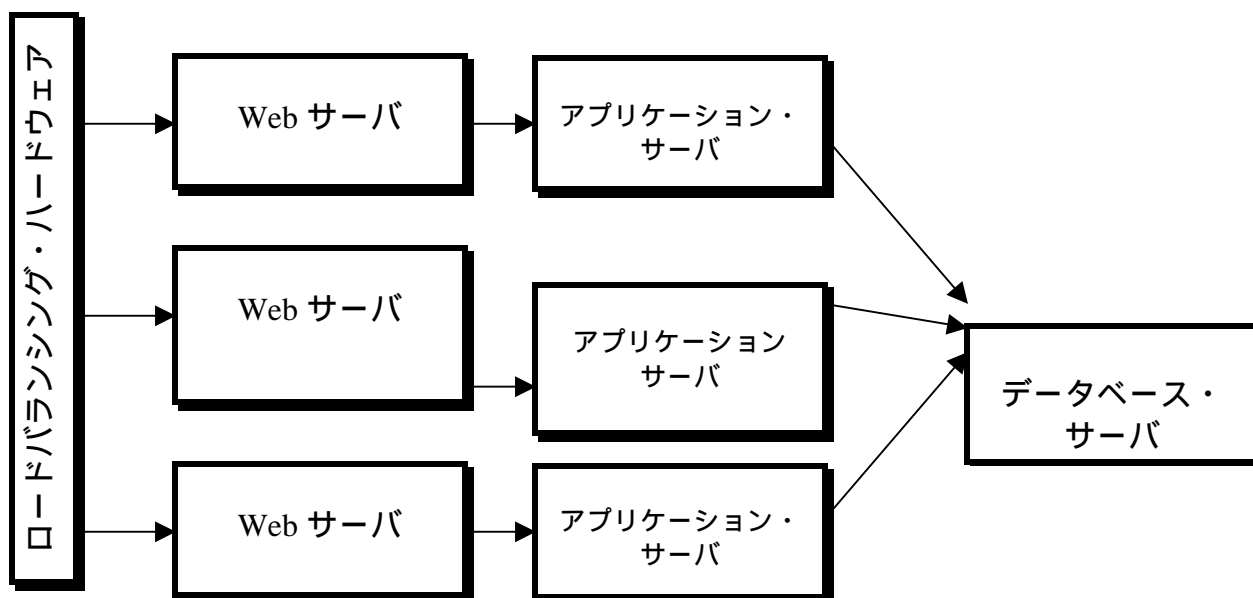 ロードバランシング・ハードウェア
Web サーバ
アプリケーション・
サーバ
Web サーバ
アプリケーション
サーバ
データベース・
サーバ
Web サーバ
アプリケーション・
サーバ